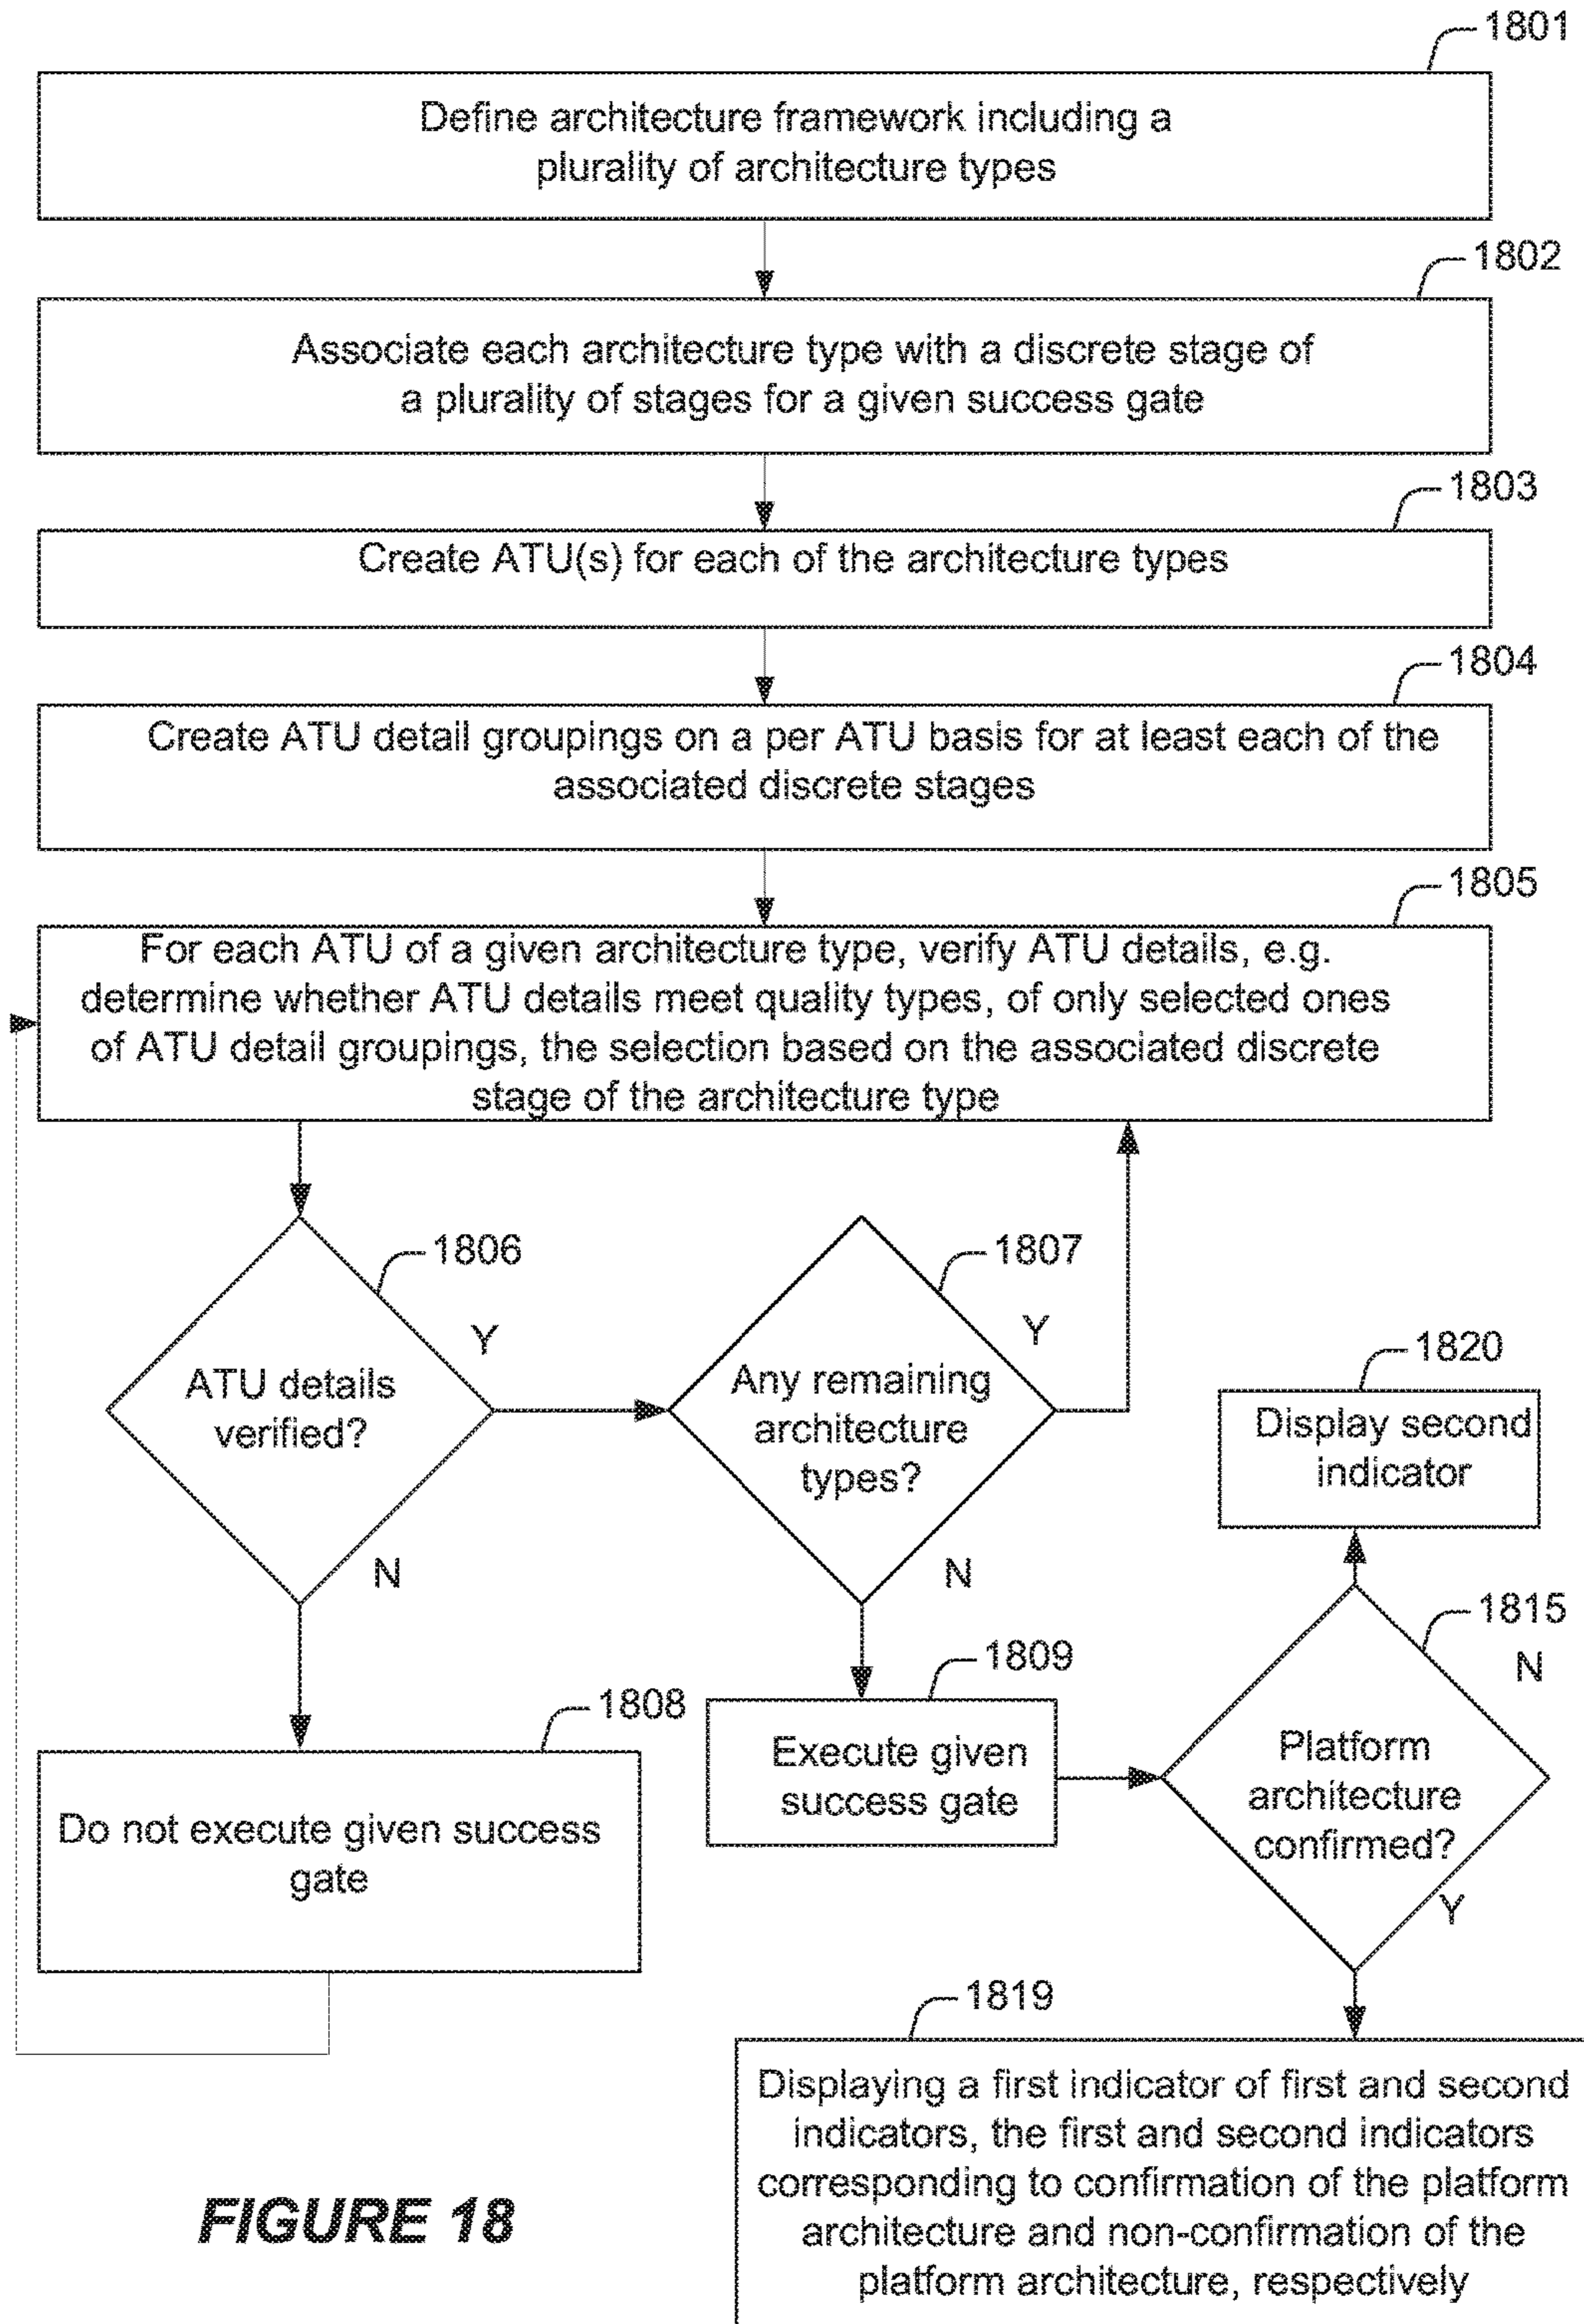 1801
Define architecture framework including a
plurality of architecture types
1802
Associate each architecture type with a discrete stage of
a plurality of stages for a given success gate
1803
Create ATU(s) for each of the architecture types
1804
Create ATU detail groupings on a per ATU basis for at least each of the
associated discrete stages
1805
For each ATU of a given architecture type, verify ATU details, e.g.
determine whether ATU details meet quality types, of only selected ones
of ATU detail groupings, the selection based on the associated discrete
stage of the architecture type
1806
Y
ATU details
verified?
N
1807
Y
Any remaining
architecture
types?
N
1820
Display second
indicator
1815
N
Platform
architecture
confirmed?
Y
1808
Do not execute given success
gate
1809
Execute given
success gate
1819
Displaying a first indicator of first and second
indicators, the first and second indicators
corresponding to confirmation of the platform
architecture and non-confirmation of the
platform architecture, respectively
FIGURE 18